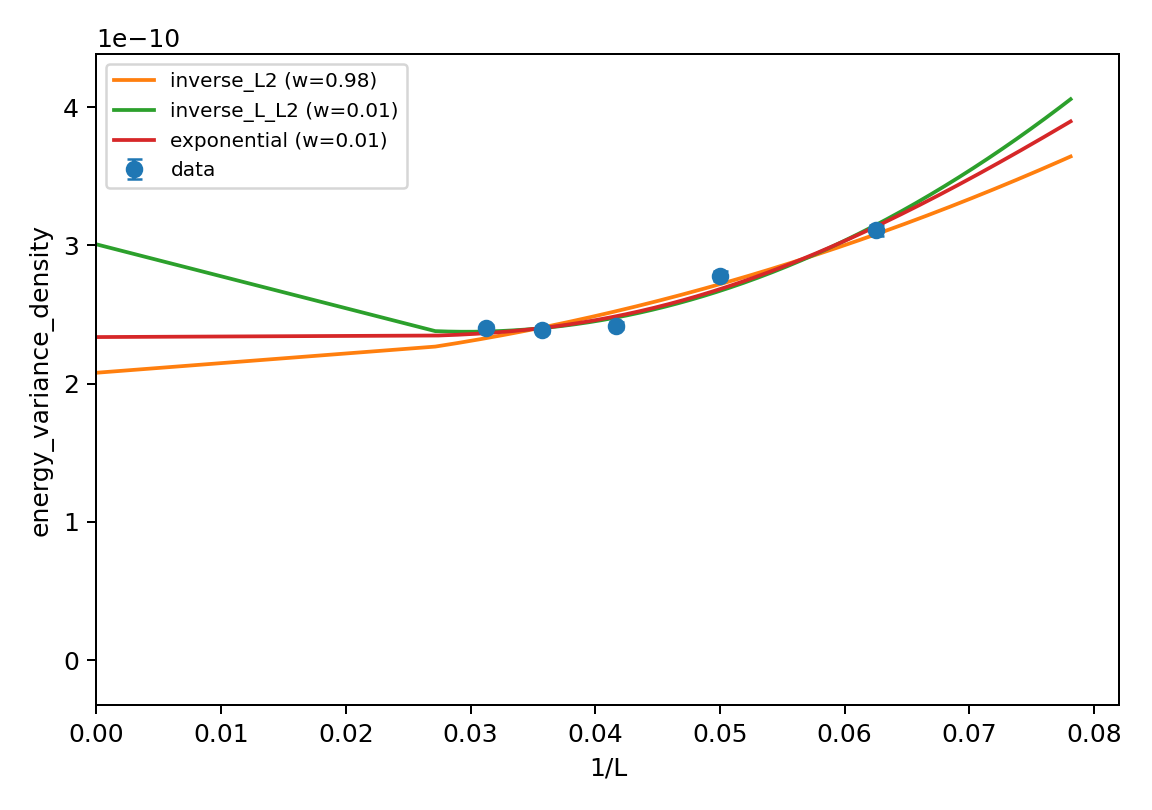 1e−10
inverse_L2 (w=0.98)
inverse_L_L2 (w=0.01)
exponential (w=0.01)
data
4
3
2
1
0
energy_variance_density
0.00 0.01 0.02 0.03 0.04 0.05 0.06 0.07 0.08
1/L